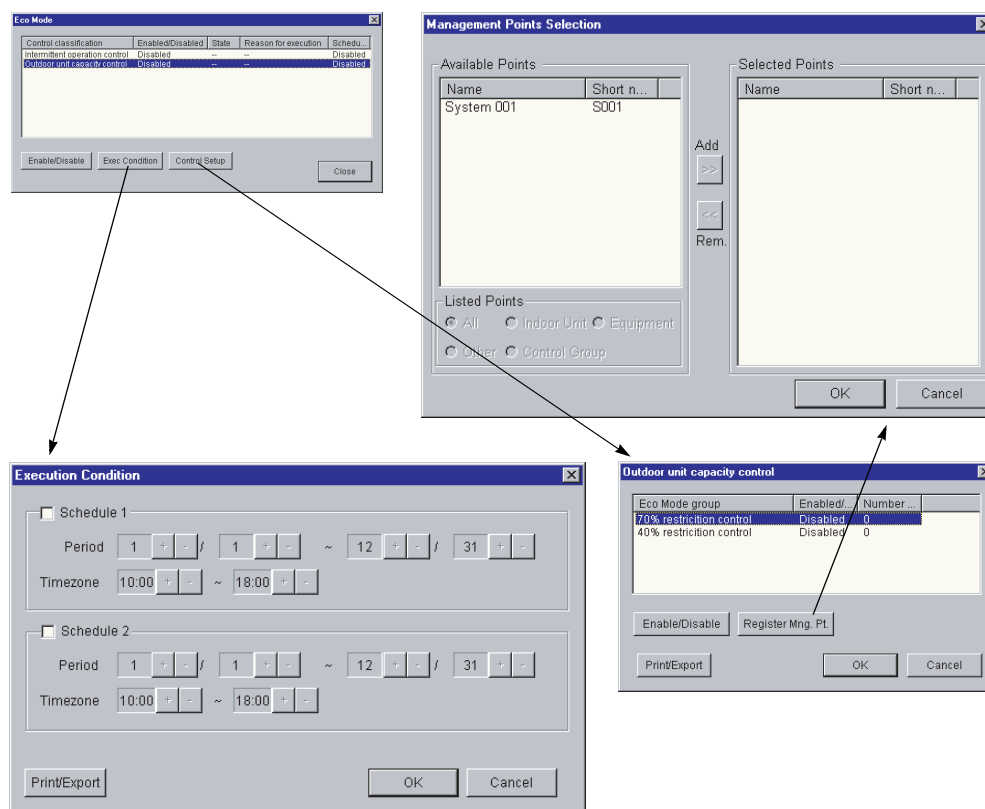 Eco Mode
Control classification Enabled/Disabled State Reason for execution Schedu...
Intermittent operation control Disabled -- -- Disabled
Outdoor unit capacity control Disabled -- -- Disabled
Enable/Disable Exec Condition Control Setup
Close
Management Points Selection
Available Points
Name Short n...
System 001 S001
Add
>>
<<
Rem.
Listed Points
All Indoor Unit Equipment
Other Control Group
Selected Points
Name Short n...
OK Cancel
Execution Condition
Schedule 1
Period 1 + - / 1 + - ~ 12 + - / 31 + -
Timezone 10:00 + - ~ 18:00 + -
Schedule 2
Period 1 + - / 1 + - ~ 12 + - / 31 + -
Timezone 10:00 + - ~ 18:00 + -
Print/Export OK Cancel
Outdoor unit capacity control
Eco Mode group Enabled/... Number ...
70% restricition control Disabled 0
40% restricition control Disabled 0
Enable/Disable Register Mng. Pt.
Print/Export OK Cancel